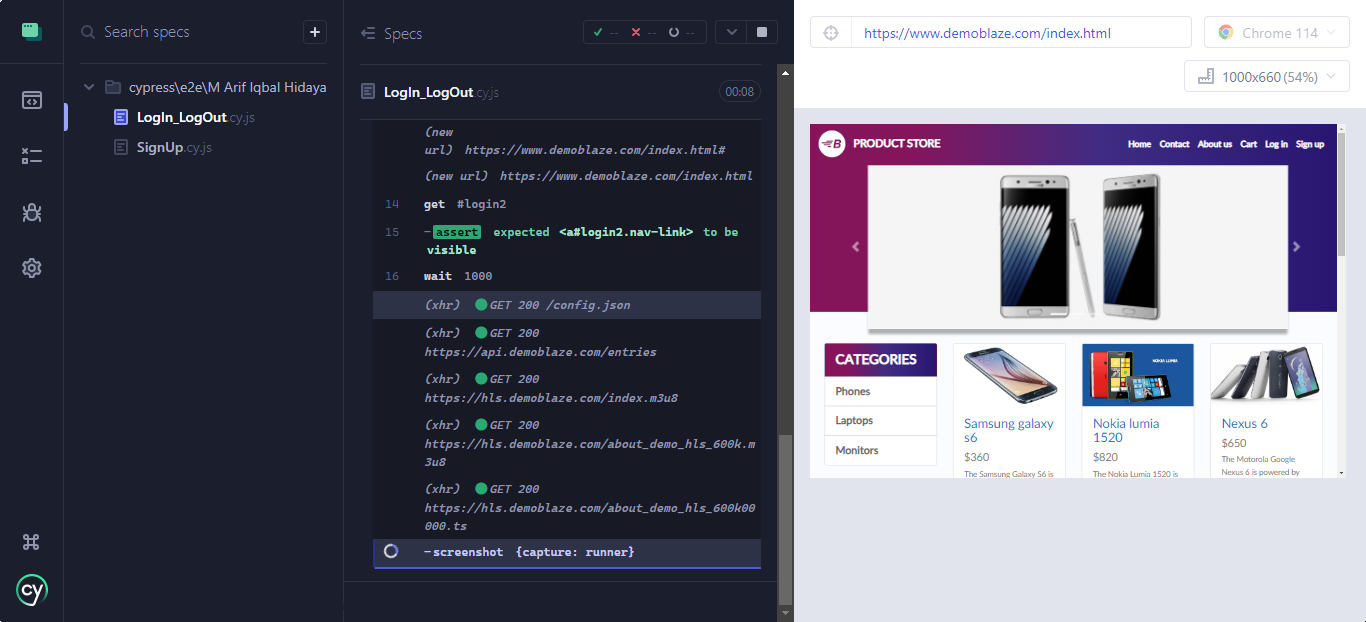 Search specs
+
cypress\e2e\M Arif Iqbal Hidaya
LogIn_LogOut.cy.js
SignUp.cy.js
cy
Specs
-- -- --
LogIn_LogOut cy.js 00:08
(new
url) https://www.demoblaze.com/index.html#
(new url) https://www.demoblaze.com/index.html
14 get #login2
15 -assert expected <a#login2.nav-link> to be
visible
16 wait 1000
(xhr) GET 200 /config.json
(xhr) GET 200
https://api.demoblaze.com/entries
(xhr) GET 200
https://hls.demoblaze.com/index.m3u8
(xhr) GET 200
https://hls.demoblaze.com/about_demo_hls_600k.m
3u8
(xhr) GET 200
https://hls.demoblaze.com/about_demo_hls_600k00
000.ts
-screenshot {capture: runner}
https://www.demoblaze.com/index.html
Chrome 114
1000x660 (54%)
B PRODUCT STORE
Home Contact About us Cart Log in Sign up
CATEGORIES
Phones
Laptops
Monitors
Samsung galaxy
s6
$360
The Samsung Galaxy S6 is
NOKIA LUMIA
Nokia lumia
1520
$820
The Nokia Lumia 1520 is
Nexus 6
$650
The Motorola Google
Nexus 6 is powered by